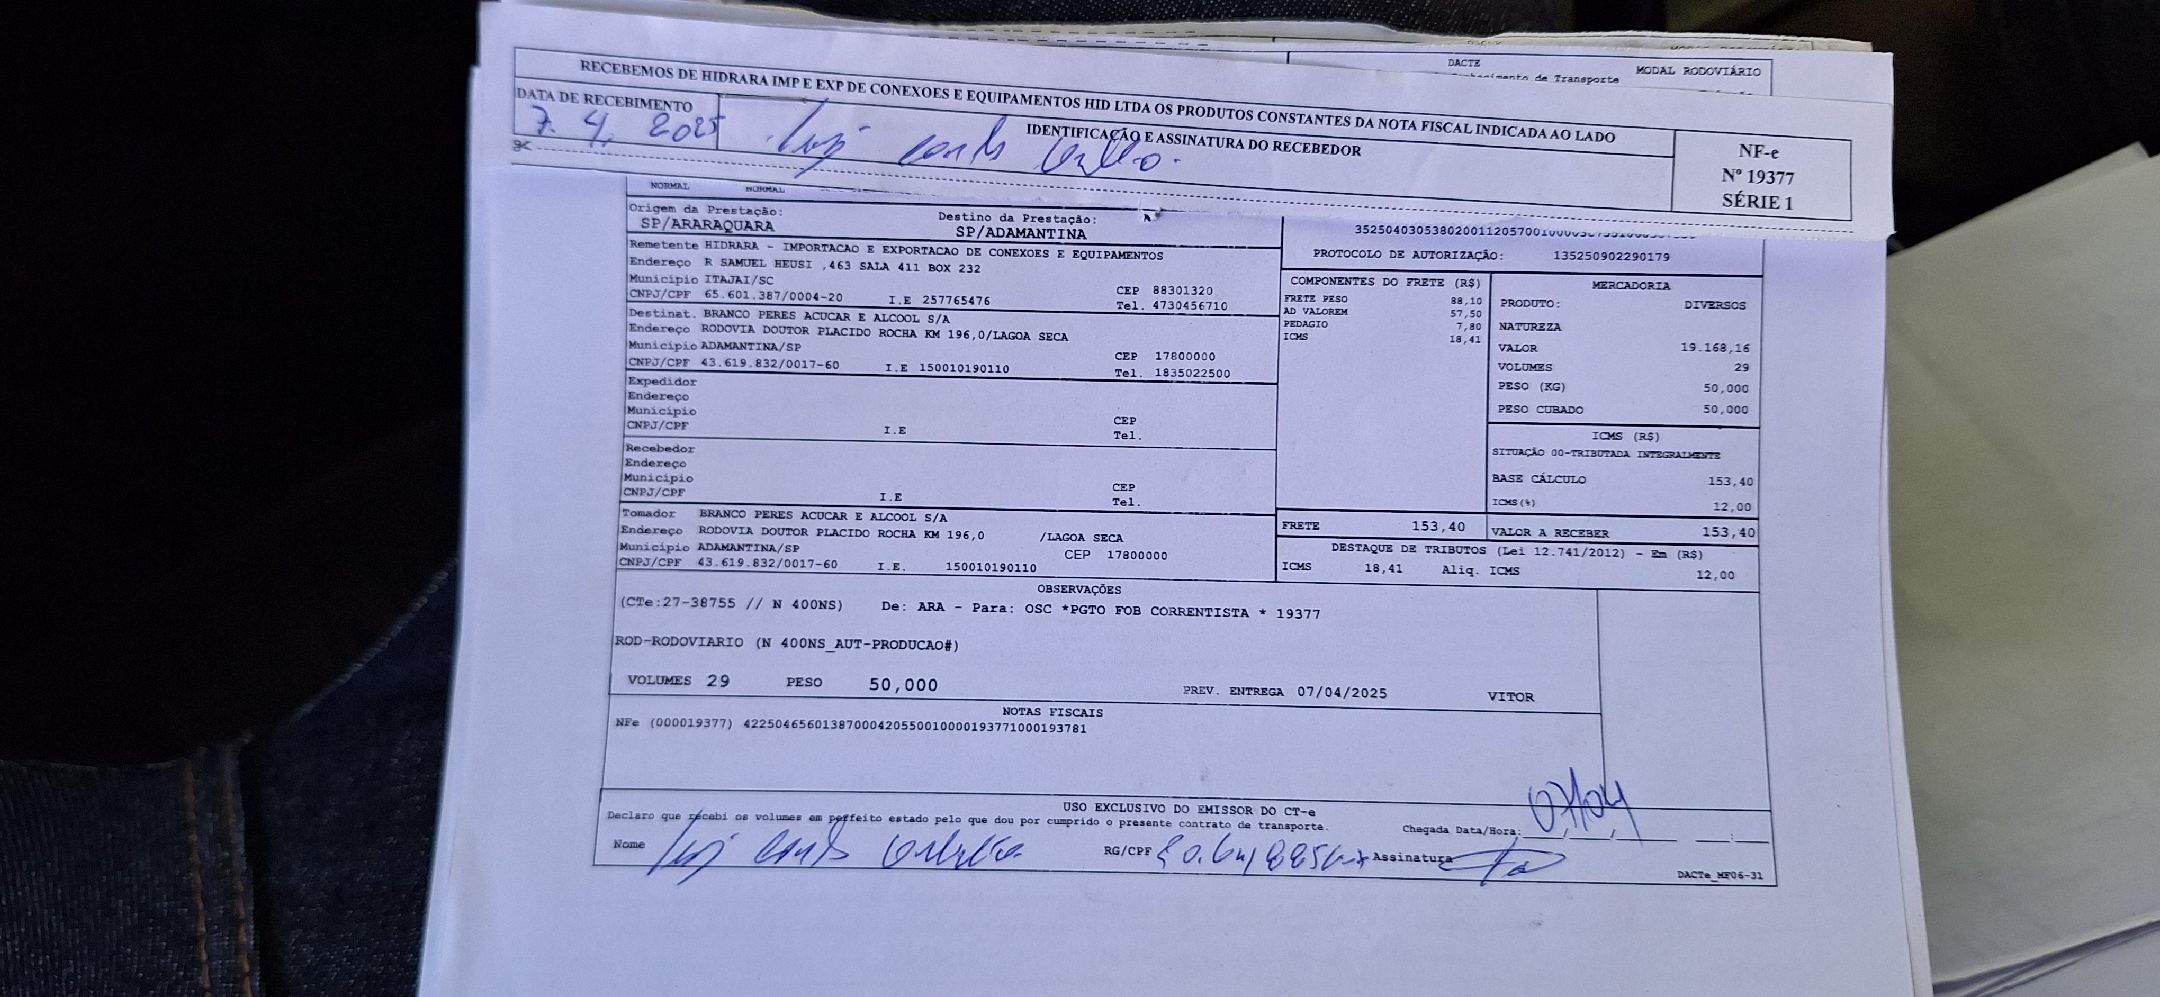 DACTE
de Transporte
MODAL RODOVIÁRIO
RECEBEMOS DE HIDRARA IMP E EXP DE CONEXOES E EQUIPAMENTOS HID LTDA OS PRODUTOS CONSTANTES DA NOTA FISCAL INDICADA AO LADO
DATA DE RECEBIMENTO
7. 4, 2025
IDENTIFICAÇÃO E ASSINATURA DO RECEBEDOR
NF-e
Nº 19377
SÉRIE 1
NORMAL NORMAL
Origem da Prestação:
SP/ARARAQUARA
Destino da Prestação:
SP/ADAMANTINA
Remetente HIDRARA - IMPORTACAO E EXPORTACAO DE CONEXOES E EQUIPAMENTOS
Endereço R SAMUEL HEUSI ,463 SALA 411 BOX 232
Município ITAJAI/SC CEP 88301320
CNPJ/CPF 65.601.387/0004-20 I.E 257765476 Tel. 4730456710
Destinat. BRANCO PERES ACUCAR E ALCOOL S/A
Endereço RODOVIA DOUTOR PLACIDO ROCHA KM 196,0/LAGOA SECA
Município ADAMANTINA/SP CEP 17800000
CNPJ/CPF 43.619.832/0017-60 I.E 150010190110 Tel. 1835022500
Expedidor
Endereço
Município CEP
CNPJ/CPF I.E Tel.
Recebedor
Endereço
Município CEP
CNPJ/CPF I.E Tel.
Tomador BRANCO PERES ACUCAR E ALCOOL S/A
Endereço RODOVIA DOUTOR PLACIDO ROCHA KM 196,0 /LAGOA SECA
Município ADAMANTINA/SP CEP 17800000
CNPJ/CPF 43.619.832/0017-60 I.E. 150010190110
PROTOCOLO DE AUTORIZAÇÃO: 135250902290179
COMPONENTES DO FRETE (R$)
FRETE PESO 88,10
AD VALOREM 57,50
PEDAGIO 7,80
ICMS 18,41
MERCADORIA
PRODUTO: DIVERSOS
NATUREZA
VALOR 19.168,16
VOLUMES 29
PESO (KG) 50,000
PESO CUBADO 50,000
ICMS (R$)
SITUAÇÃO 00-TRIBUTADA INTEGRALMENTE
BASE CÁLCULO 153,40
ICMS(%) 12,00
FRETE 153,40 VALOR A RECEBER 153,40
DESTAQUE DE TRIBUTOS (Lei 12.741/2012) - Em (R$)
ICMS 18,41 Aliq. ICMS 12,00
OBSERVAÇÕES
(CTe:27-38755 // N 400NS) De: ARA - Para: OSC *PGTO FOB CORRENTISTA * 19377
ROD-RODOVIARIO (N 400NS_AUT-PRODUCAO#)
VOLUMES 29 PESO 50,000 PREV. ENTREGA 07/04/2025 VITOR
NOTAS FISCAIS
NFe (000019377) 42250465601387000420550010000193771000193781
USO EXCLUSIVO DO EMISSOR DO CT-e
Declaro que recebi os volumes em perfeito estado pelo que dou por cumprido o presente contrato de transporte.
Chegada Data/Hora: 07/04
Nome RG/CPF Assinatura
DACTe_MF06-31